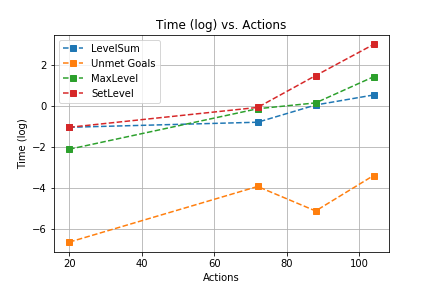 Time (log) vs. Actions
LevelSum
Unmet Goals
MaxLevel
SetLevel
2
0
−2
−4
−6
Time (log)
20
40
60
80
100
Actions